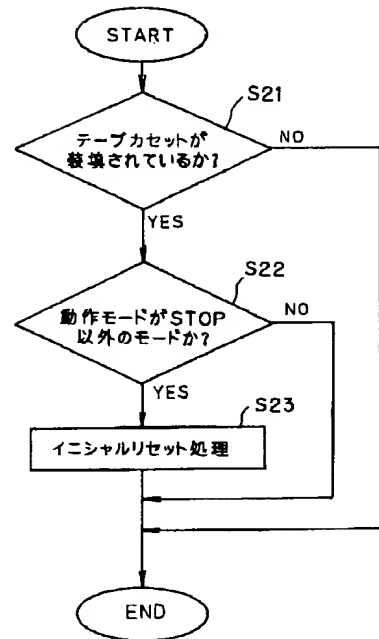 START
S21
テープカセットが
装填されているか?
NO
YES
S22
動作モードがSTOP
以外のモードか?
NO
YES
S23
イニシャルリセット処理
END